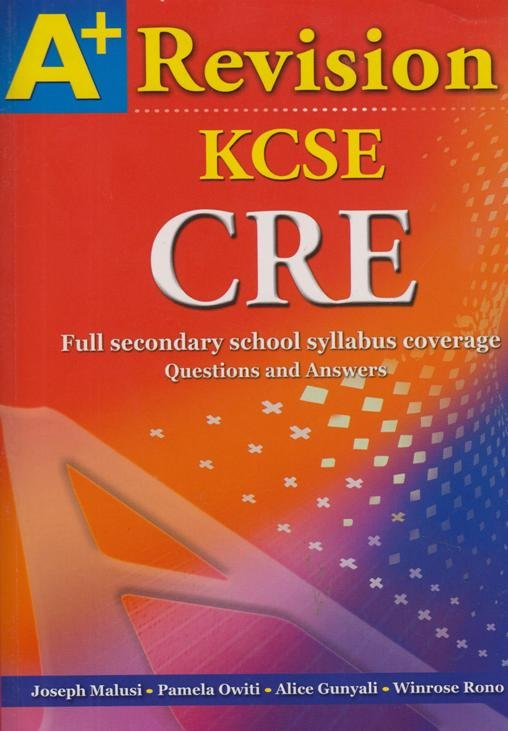 A+ Revision
KCSE
CRE
Full secondary school syllabus coverage
Questions and Answers
Joseph Malusi • Pamela Owiti • Alice Gunyali • Winrose Rono